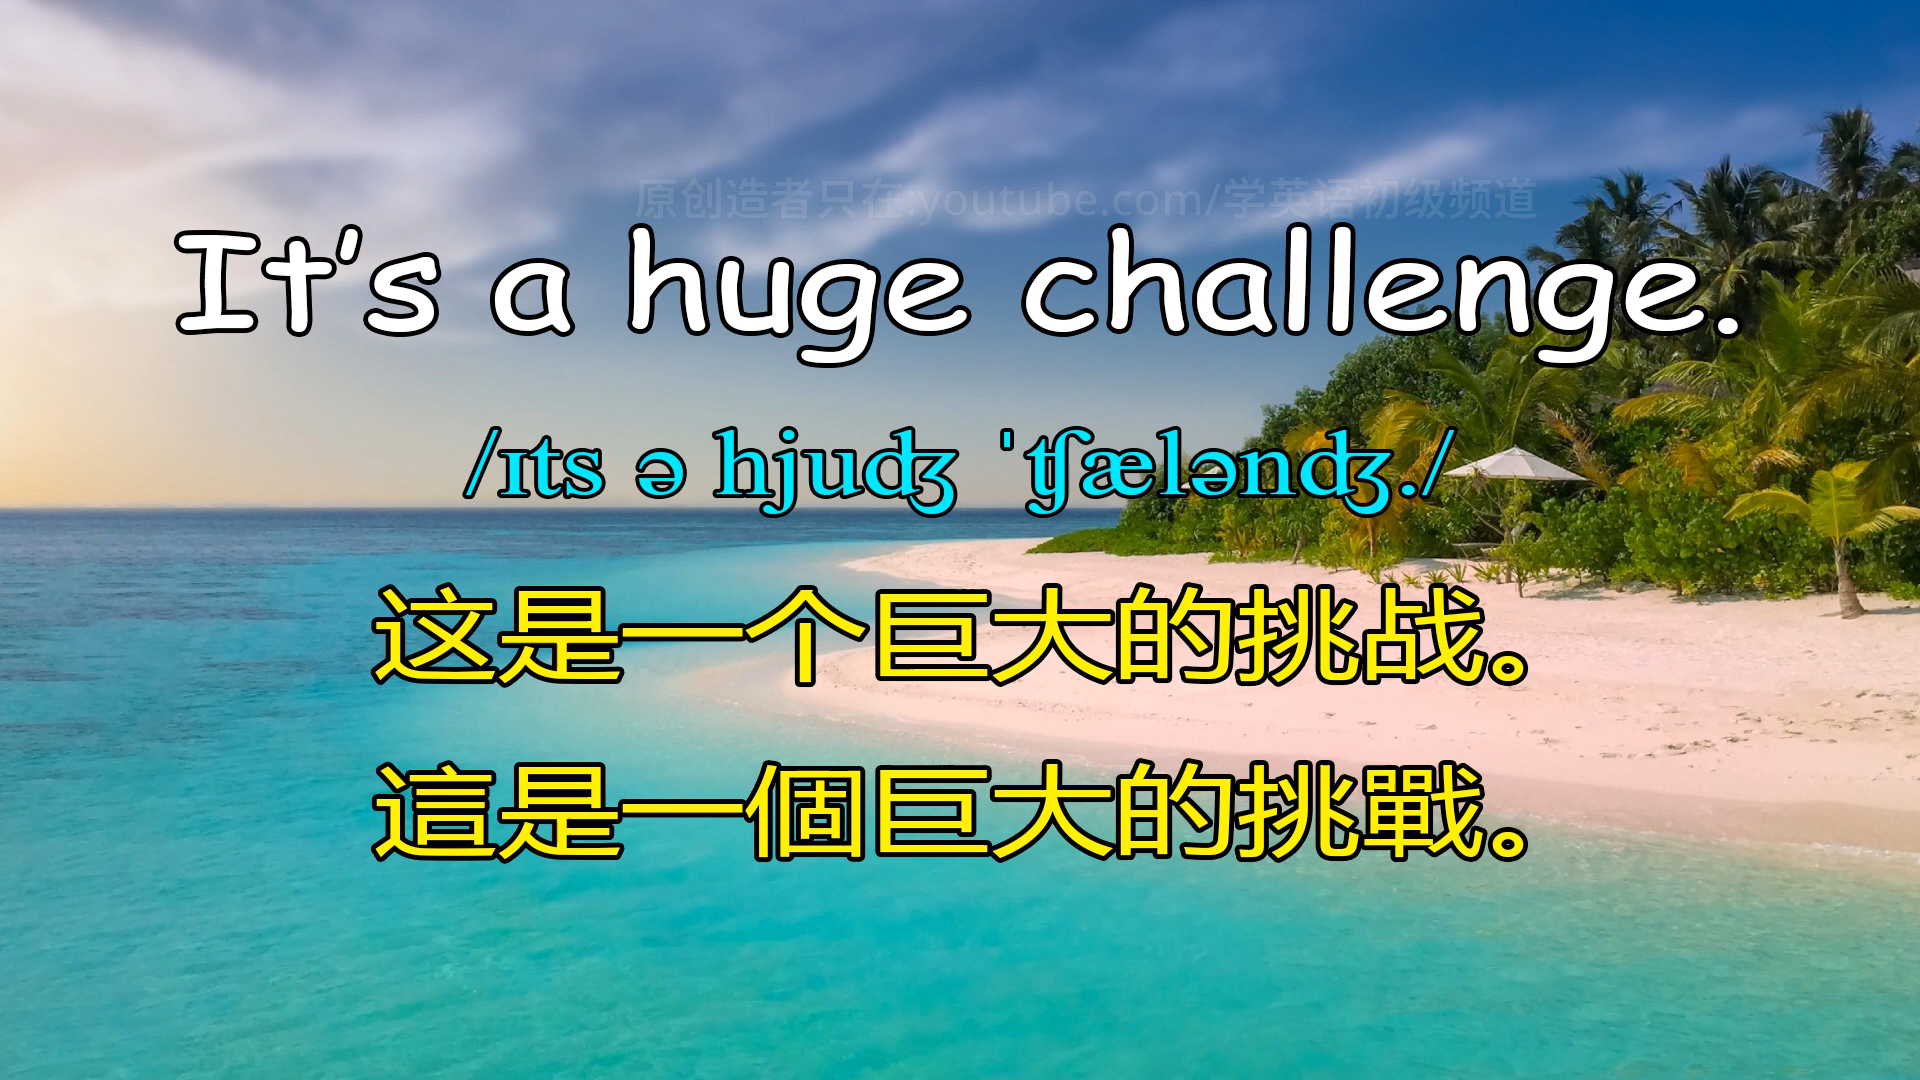 原创造者只在:youtube.com/学英语初级频道
It's a huge challenge.
/ɪts ə hjuʤ ˈʧælənʤ./
这是一个巨大的挑战。
這是一個巨大的挑戰。